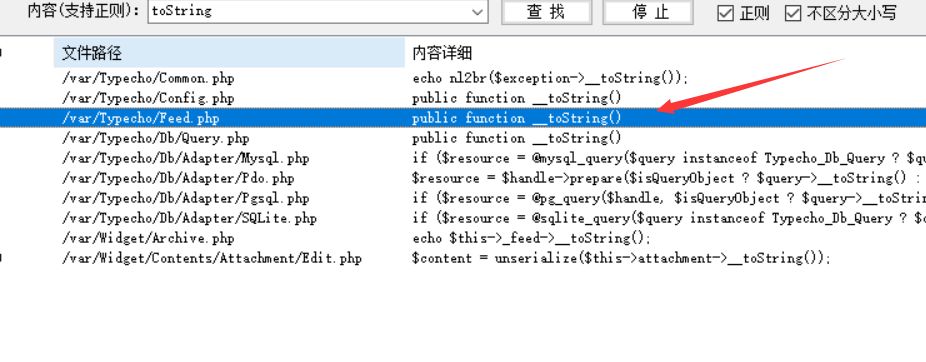 内容(支持正则): toString 查 找 停 止 正则 不区分大小写
文件路径 内容详细
/var/Typecho/Common.php echo nl2br($exception->__toString());
/var/Typecho/Config.php public function __toString()
/var/Typecho/Feed.php public function __toString()
/var/Typecho/Db/Query.php public function __toString()
/var/Typecho/Db/Adapter/Mysql.php if ($resource = @mysql_query($query instanceof Typecho_Db_Query ? $qu
/var/Typecho/Db/Adapter/Pdo.php $resource = $handle->prepare($isQueryObject ? $query->__toString() :
/var/Typecho/Db/Adapter/Pgsql.php if ($resource = @pg_query($handle, $isQueryObject ? $query->__toStrin
/var/Typecho/Db/Adapter/SQLite.php if ($resource = @sqlite_query($query instanceof Typecho_Db_Query ? $
/var/Widget/Archive.php echo $this->_feed->__toString();
/var/Widget/Contents/Attachment/Edit.php $content = unserialize($this->attachment->__toString());